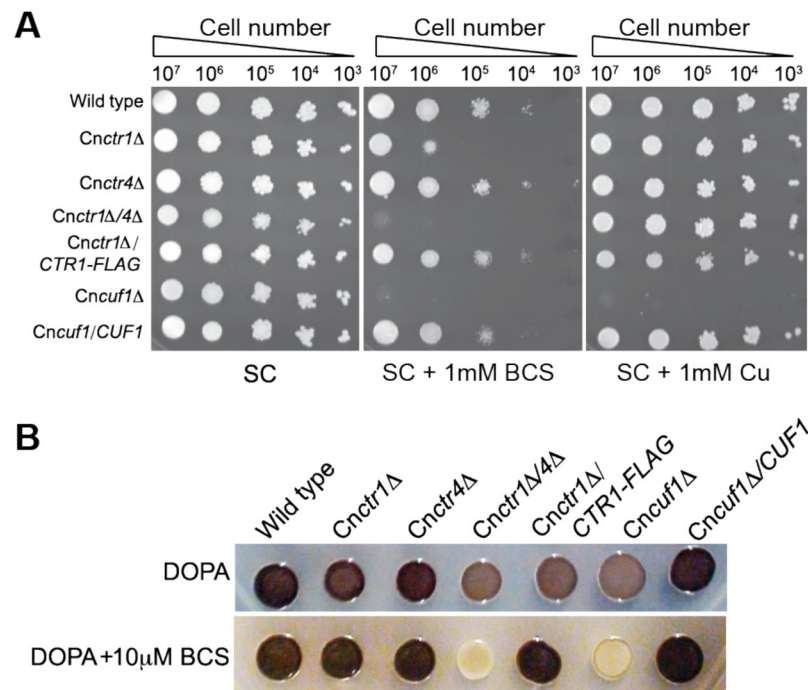 A
Cell number
Cell number
Cell number
10⁷ 10⁶ 10⁵ 10⁴ 10³
10⁷ 10⁶ 10⁵ 10⁴ 10³
10⁷ 10⁶ 10⁵ 10⁴ 10³
Wild type
Cnctr1Δ
Cnctr4Δ
Cnctr1Δ/4Δ
Cnctr1Δ/
CTR1-FLAG
Cncuf1Δ
Cncuf1/CUF1
SC
SC + 1mM BCS
SC + 1mM Cu
B
Wild type
Cnctr1Δ
Cnctr4Δ
Cnctr1Δ/4Δ
Cnctr1Δ/
CTR1-FLAG
Cncuf1Δ
Cncuf1Δ/CUF1
DOPA
DOPA+10µM BCS